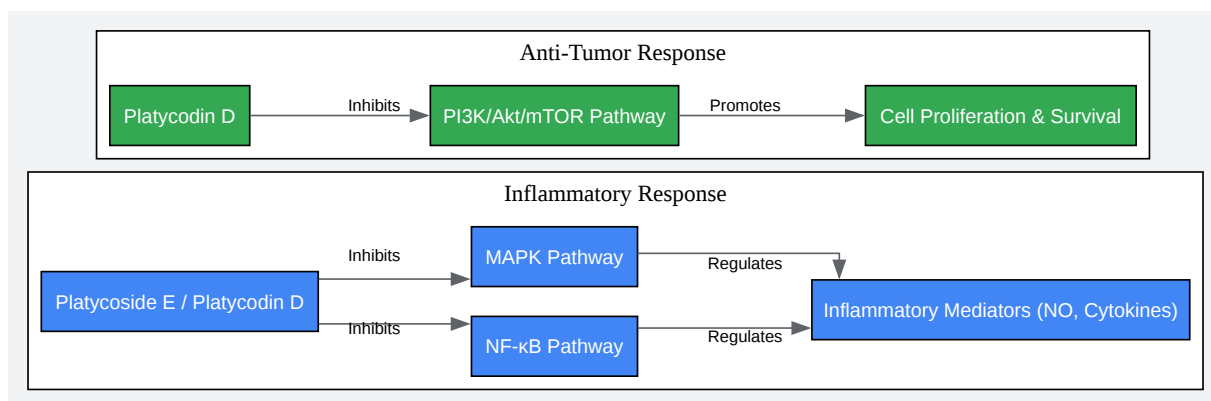 Anti-Tumor Response
Platycodin D
Inhibits
PI3K/Akt/mTOR Pathway
Promotes
Cell Proliferation & Survival
Inflammatory Response
Platycoside E / Platycodin D
Inhibits
MAPK Pathway
Regulates
Inhibits
NF-κB Pathway
Regulates
Inflammatory Mediators (NO, Cytokines)